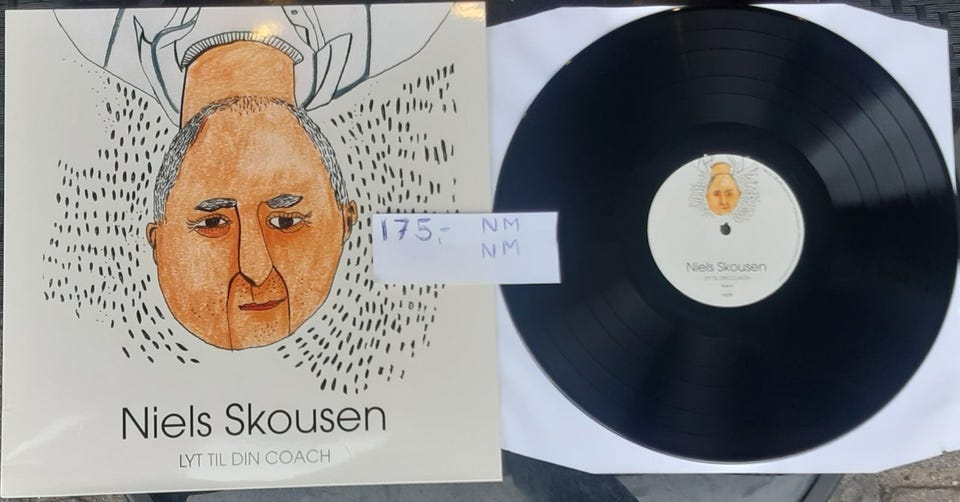 Niels Skousen
LYT TIL DIN COACH
175,- NM
NM
Niels Skousen
LYT TIL DIN COACH